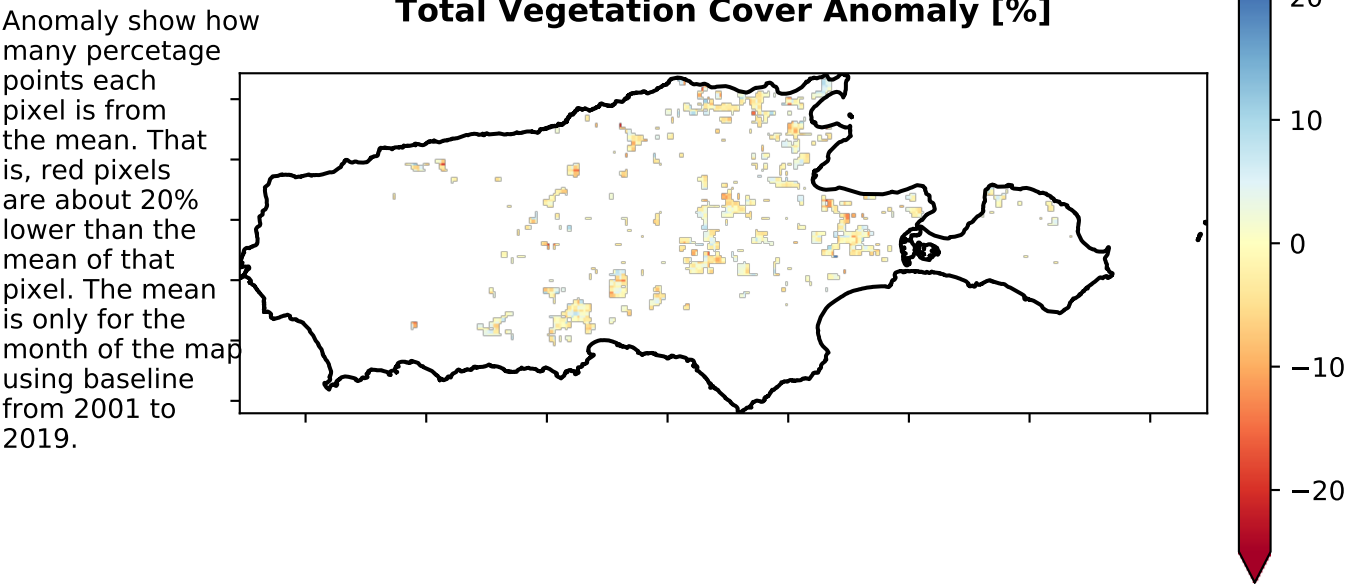 Total Vegetation Cover Anomaly [%]
Anomaly show how
many percetage
points each
pixel is from
the mean. That
is, red pixels
are about 20%
lower than the
mean of that
pixel. The mean
is only for the
month of the map
using baseline
from 2001 to
2019.
20
10
0
−10
−20